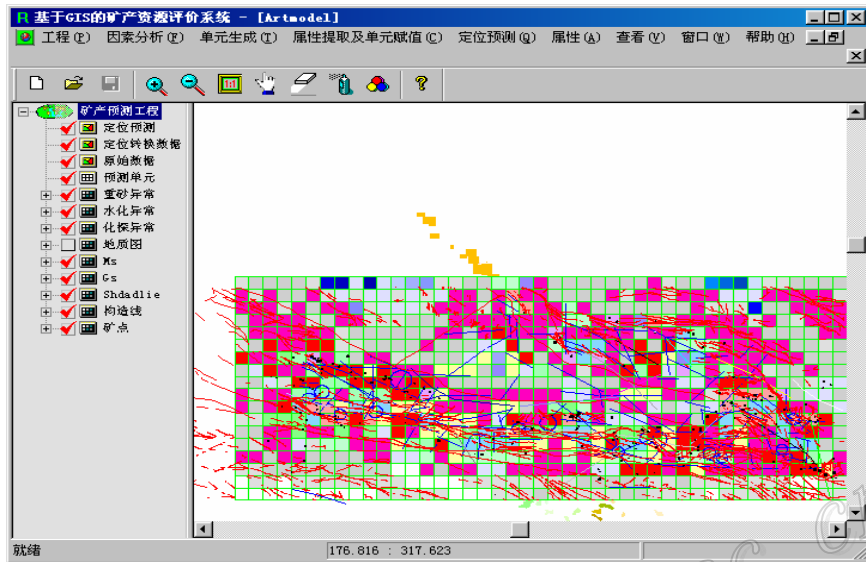 基于GIS的矿产资源评价系统 - [Artmodel]
工程(P) 因素分析(F) 单元生成(T) 属性提取及单元赋值(C) 定位预测(Q) 属性(A) 查看(V) 窗口(W) 帮助(H)
1:1
矿产预测工程
定位预测
定位转换数据
原始数据
预测单元
重砂异常
水化异常
化探异常
地质图
Ms
Gs
Shdadlie
构造线
矿点
就绪 176.816 : 317.623